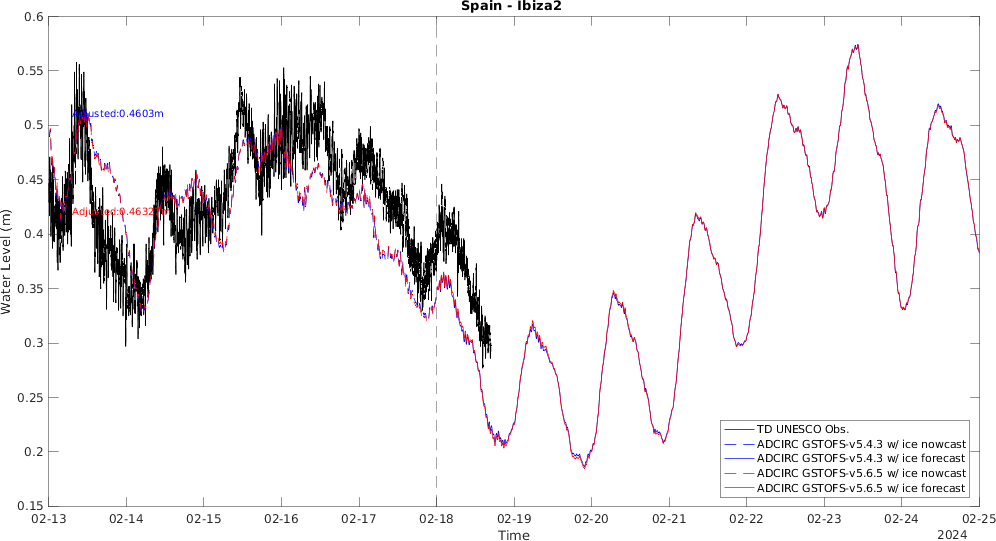 Spain - Ibiza2
0.6
0.55
0.5
0.45
0.4
0.35
0.3
0.25
0.2
0.15
Water Level (m)
Adjusted:0.4603m
Adjusted:0.4632m
TD UNESCO Obs.
ADCIRC GSTOFS-v5.4.3 w/ ice nowcast
ADCIRC GSTOFS-v5.4.3 w/ ice forecast
ADCIRC GSTOFS-v5.6.5 w/ ice nowcast
ADCIRC GSTOFS-v5.6.5 w/ ice forecast
02-13 02-14 02-15 02-16 02-17 02-18 02-19 02-20 02-21 02-22 02-23 02-24 02-25
Time
2024